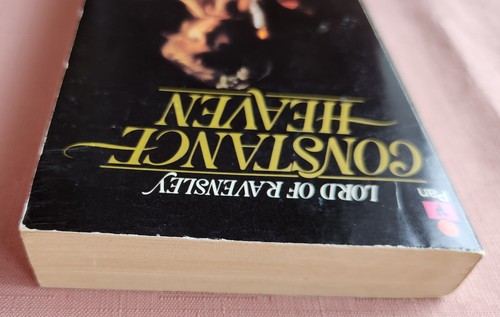 Pan
LORD OF RAVENSLEY
CONSTANCE
HEAVEN